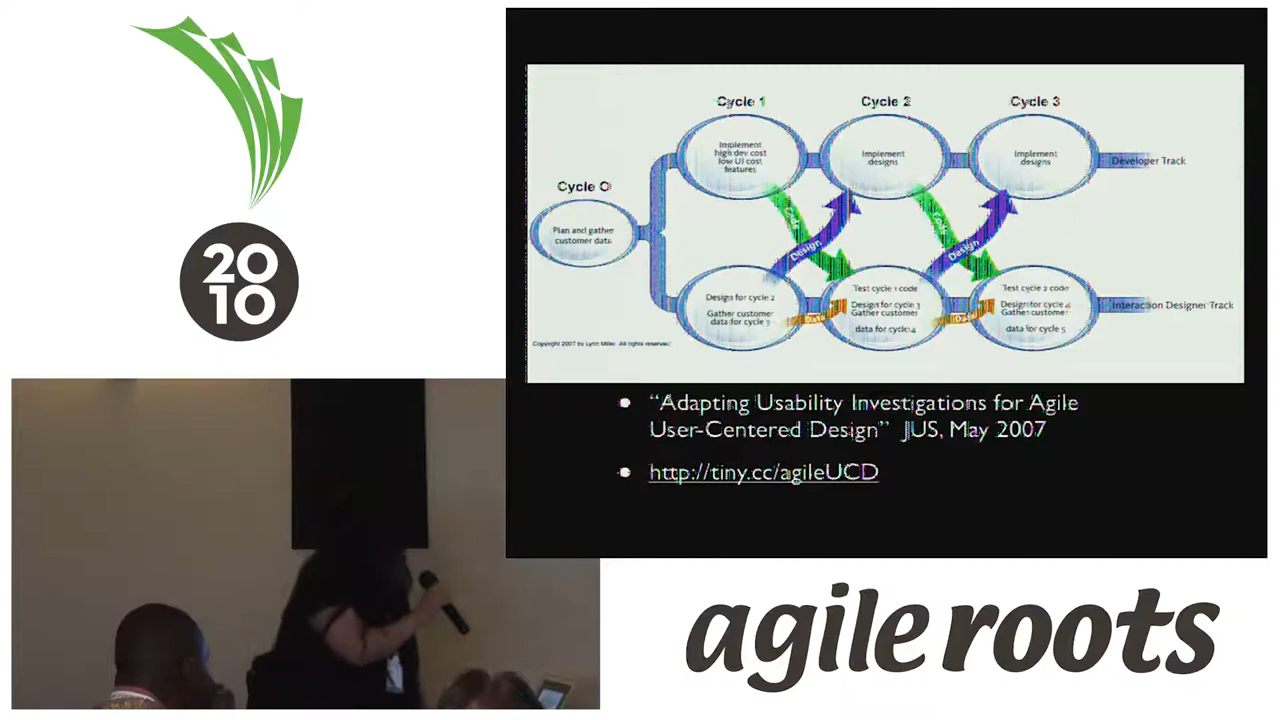 20
10
Cycle 1
Cycle 2
Cycle 3
Implement
high dev cost
low UI cost
features
Implement
designs
Implement
designs
Developer Track
Cycle 0
Plan and gather
customer data
Code
Design
Code
Design
Design for cycle 2
Gather customer
data for cycle 3
Data
Test cycle 1 code
Design for cycle 3
Gather customer
data for cycle 4
Data
Test cycle 2 code
Design for cycle 4
Gather customer
data for cycle 5
Interaction Designer Track
Copyright 2007 by Lynn Miller. All rights reserved.
• “Adapting Usability Investigations for Agile
User-Centered Design” JUS, May 2007
• http://tiny.cc/agileUCD
agile roots